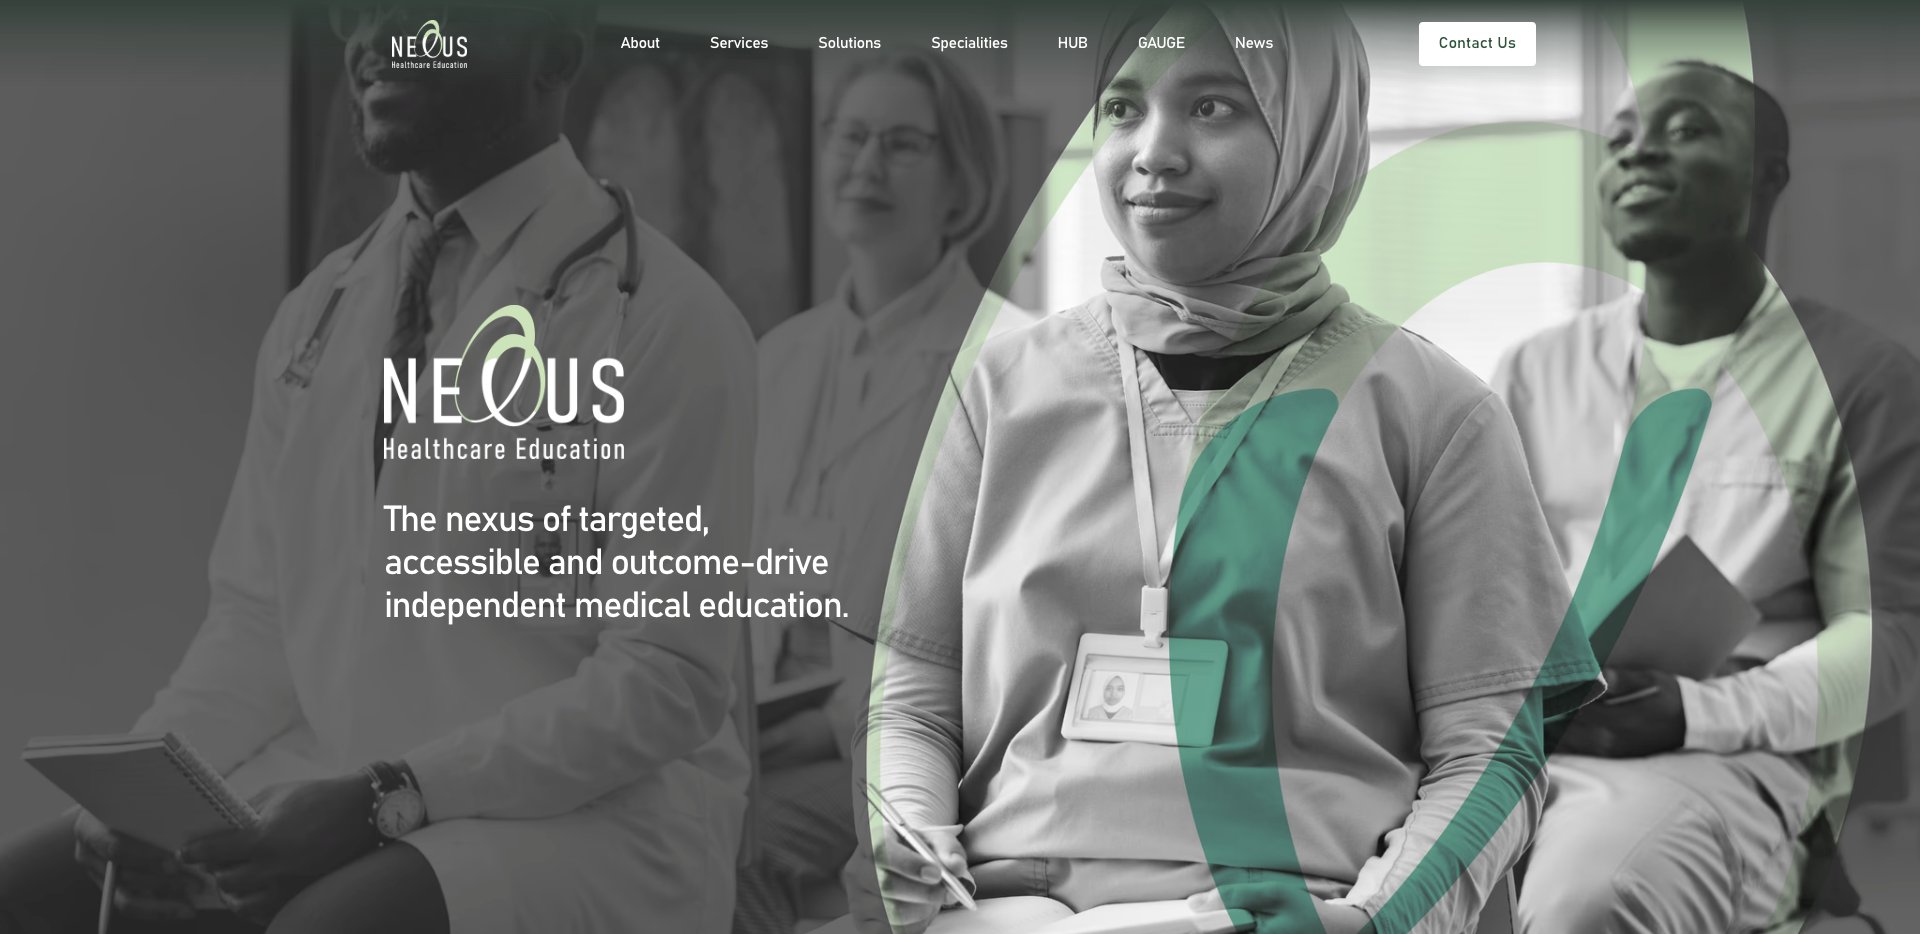 NEXUS
Healthcare Education
About
Services
Solutions
Specialities
HUB
GAUGE
News
Contact Us
NEXUS
Healthcare Education
The nexus of targeted,
accessible and outcome-drive
independent medical education.